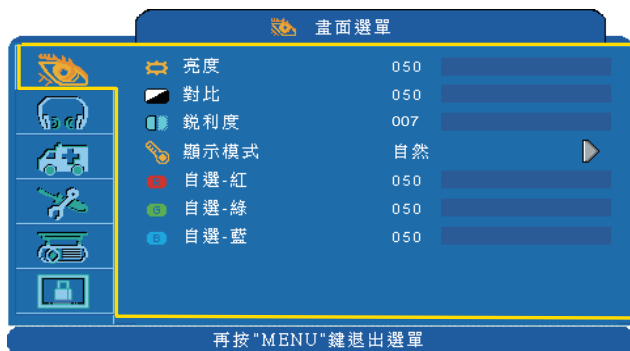 畫面選單
亮度 050
對比 050
銳利度 007
顯示模式 自然
R 自選-紅 050
G 自選-綠 050
B 自選-藍 050
再按"MENU"鍵退出選單